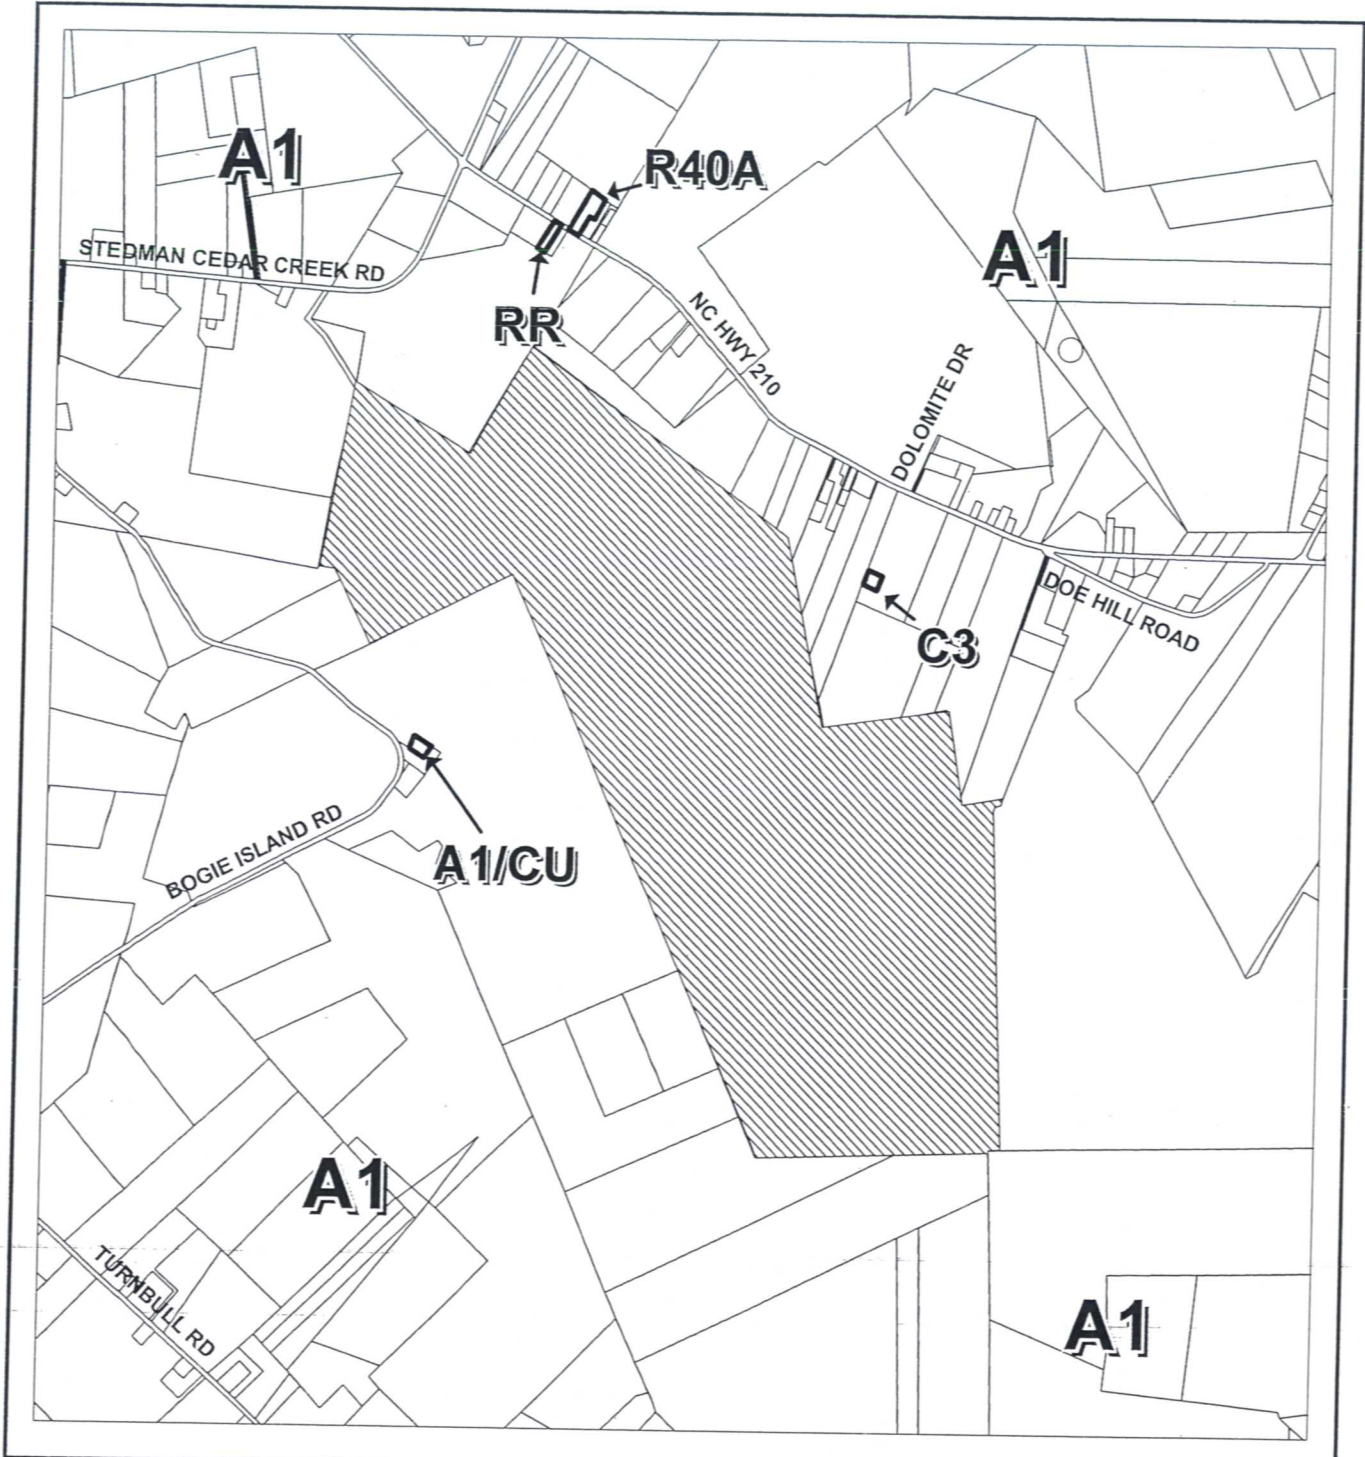 A1
R40A
STEDMAN CEDAR CREEK RD
A1
RR
NC HWY 210
DOLOMITE DR
DOE HILL ROAD
C3
A1/CU
BOGIE ISLAND RD
A1
TURNBULL RD
A1